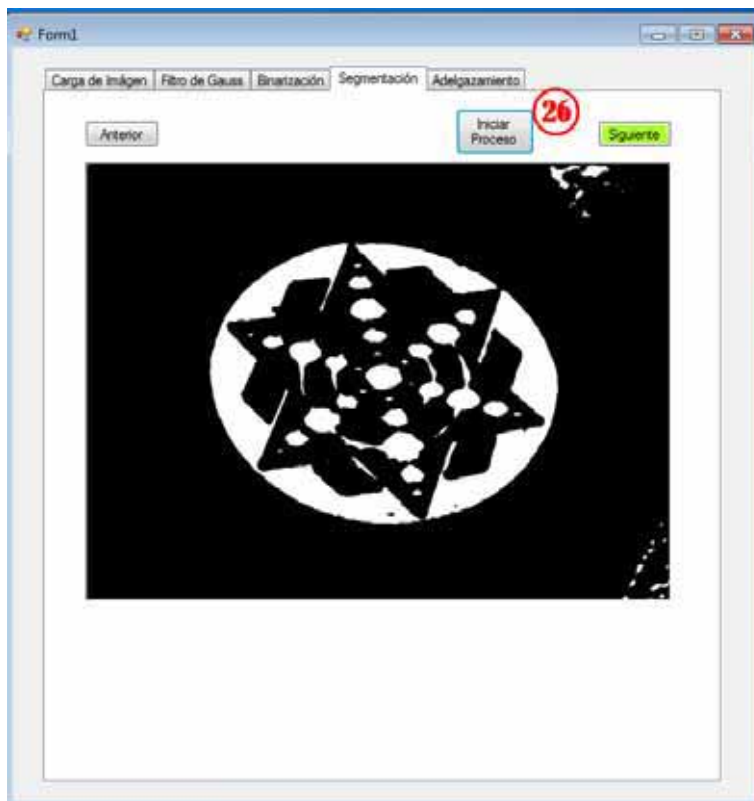 Form1
Carga de Imágen Filtro de Gauss Binarización Segmentación Adelgazamiento
Anterior
Iniciar
Proceso
26
Siguiente